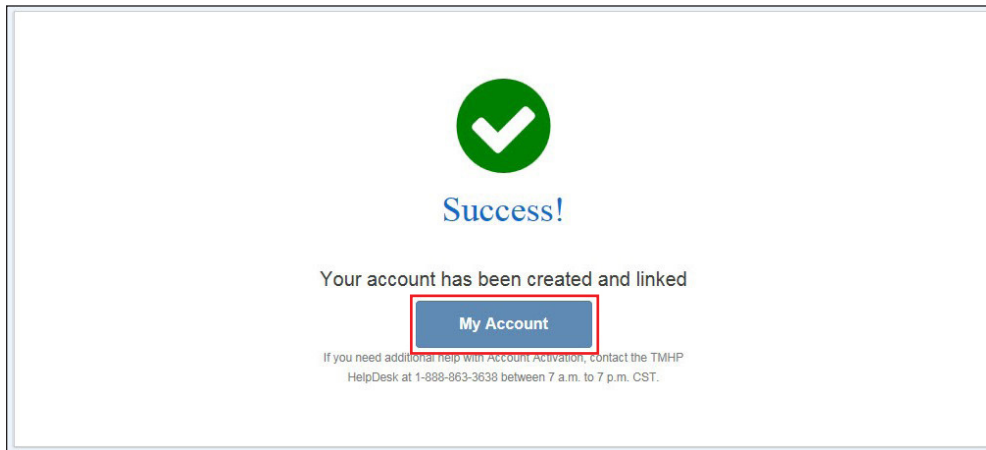 Success!
Your account has been created and linked
My Account
If you need additional help with Account Activation, contact the TMHP
HelpDesk at 1-888-863-3638 between 7 a.m. to 7 p.m. CST.